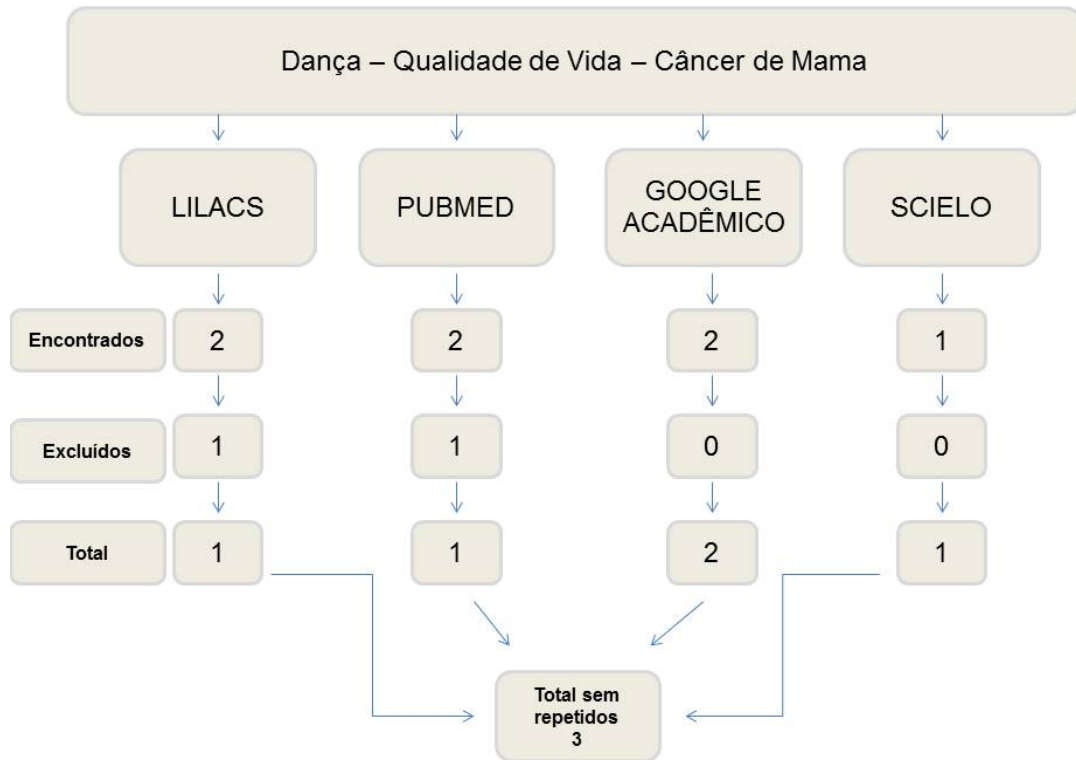 Dança – Qualidade de Vida – Câncer de Mama
LILACS
PUBMED
GOOGLE
ACADÊMICO
SCIELO
Encontrados
2
2
2
1
Excluídos
1
1
0
0
Total
1
1
2
1
Total sem
repetidos
3